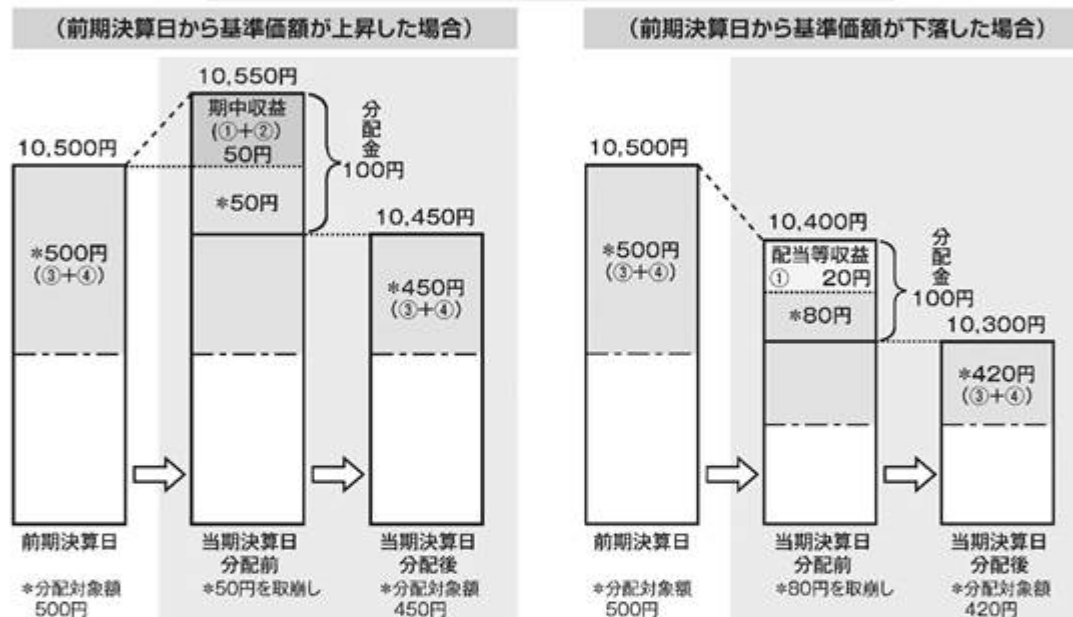 (前期決算日から基準価額が上昇した場合)
10,550円
期中収益
(①+②)
50円
分配金
100円
10,500円
*50円
10,450円
*500円
(③+④)
*450円
(③+④)
前期決算日
当期決算日
分配前
当期決算日
分配後
*分配対象額
500円
*50円を取崩し
*分配対象額
450円
(前期決算日から基準価額が下落した場合)
10,500円
10,400円
配当等収益
① 20円
分配金
100円
*500円
(③+④)
*80円
10,300円
*420円
(③+④)
前期決算日
当期決算日
分配前
当期決算日
分配後
*分配対象額
500円
*80円を取崩し
*分配対象額
420円